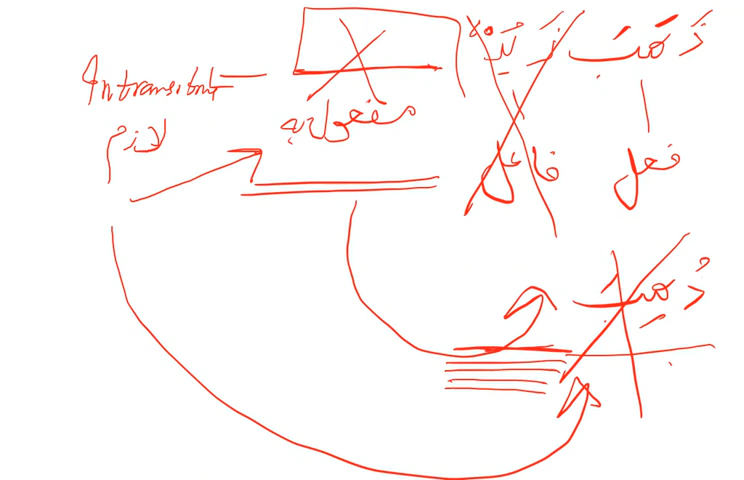 ذَهَبَ زَيْدٌ
Intransitive
فعل فاعل مفعول به
لازم
ذُهِبَ